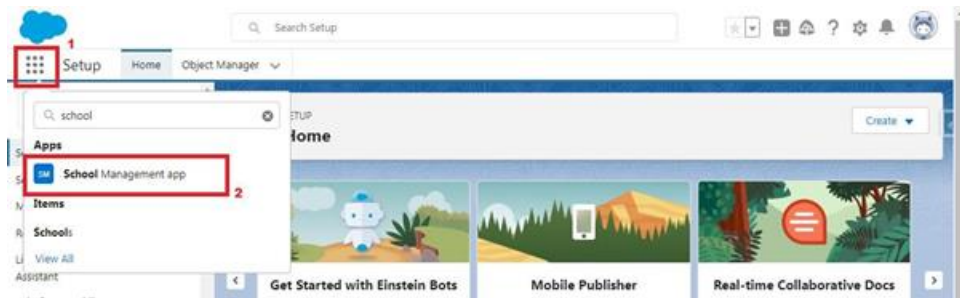 Search Setup
1
Setup Home Object Manager
school
Apps
SM School Management app
2
Items
Schools
View All
Assistant
Home
Create
Get Started with Einstein Bots
Mobile Publisher
Real-time Collaborative Docs